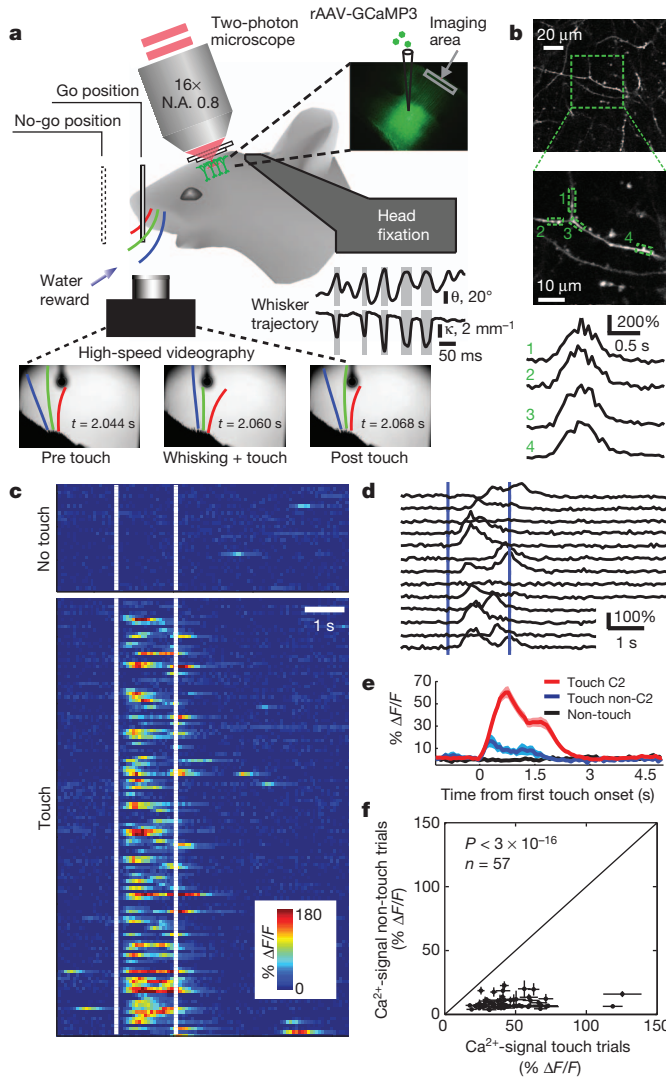 a
Two-photon
microscope
rAAV-GCaMP3
Imaging
area
16×
N.A. 0.8
Go position
No-go position
Head
fixation
Water
reward
Whisker
trajectory
θ, 20°
κ, 2 mm⁻¹
50 ms
High-speed videography
t = 2.044 s
t = 2.060 s
t = 2.068 s
Pre touch
Whisking + touch
Post touch
b
20 μm
1
2
3
4
10 μm
200%
0.5 s
1
2
3
4
c
No touch
Touch
1 s
% ΔF/F
180
0
d
100%
1 s
e
% ΔF/F
70
50
30
10
Touch C2
Touch non-C2
Non-touch
0 1.5 3 4.5
Time from first touch onset (s)
f
Ca²⁺-signal non-touch trials
(% ΔF/F)
150
100
50
0
P < 3 × 10⁻¹⁶
n = 57
0 50 100 150
Ca²⁺-signal touch trials
(% ΔF/F)